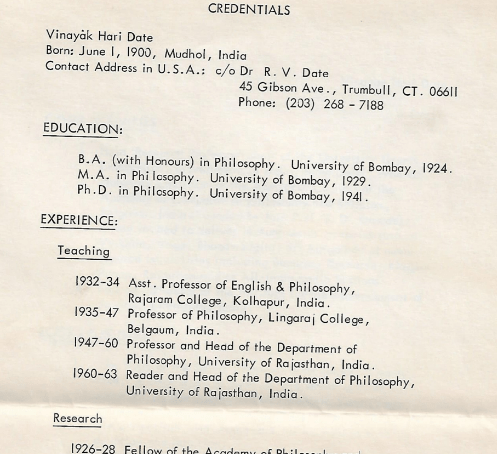 CREDENTIALS
Vinayak Hari Date
Born: June 1, 1900, Mudhol, India
Contact Address in U.S.A.: c/o Dr R. V. Date
45 Gibson Ave., Trumbull, CT. 06611
Phone: (203) 268 - 7188
EDUCATION:
B.A. (with Honours) in Philosophy. University of Bombay, 1924.
M.A. in Philosophy. University of Bombay, 1929.
Ph.D. in Philosophy. University of Bombay, 1941.
EXPERIENCE:
Teaching
1932-34 Asst. Professor of English & Philosophy,
Rajaram College, Kolhapur, India.
1935-47 Professor of Philosophy, Lingaraj College,
Belgaum, India.
1947-60 Professor and Head of the Department of
Philosophy, University of Rajasthan, India.
1960-63 Reader and Head of the Department of Philosophy,
University of Rajasthan, India.
Research
1926-28 Fellow of the Academy of